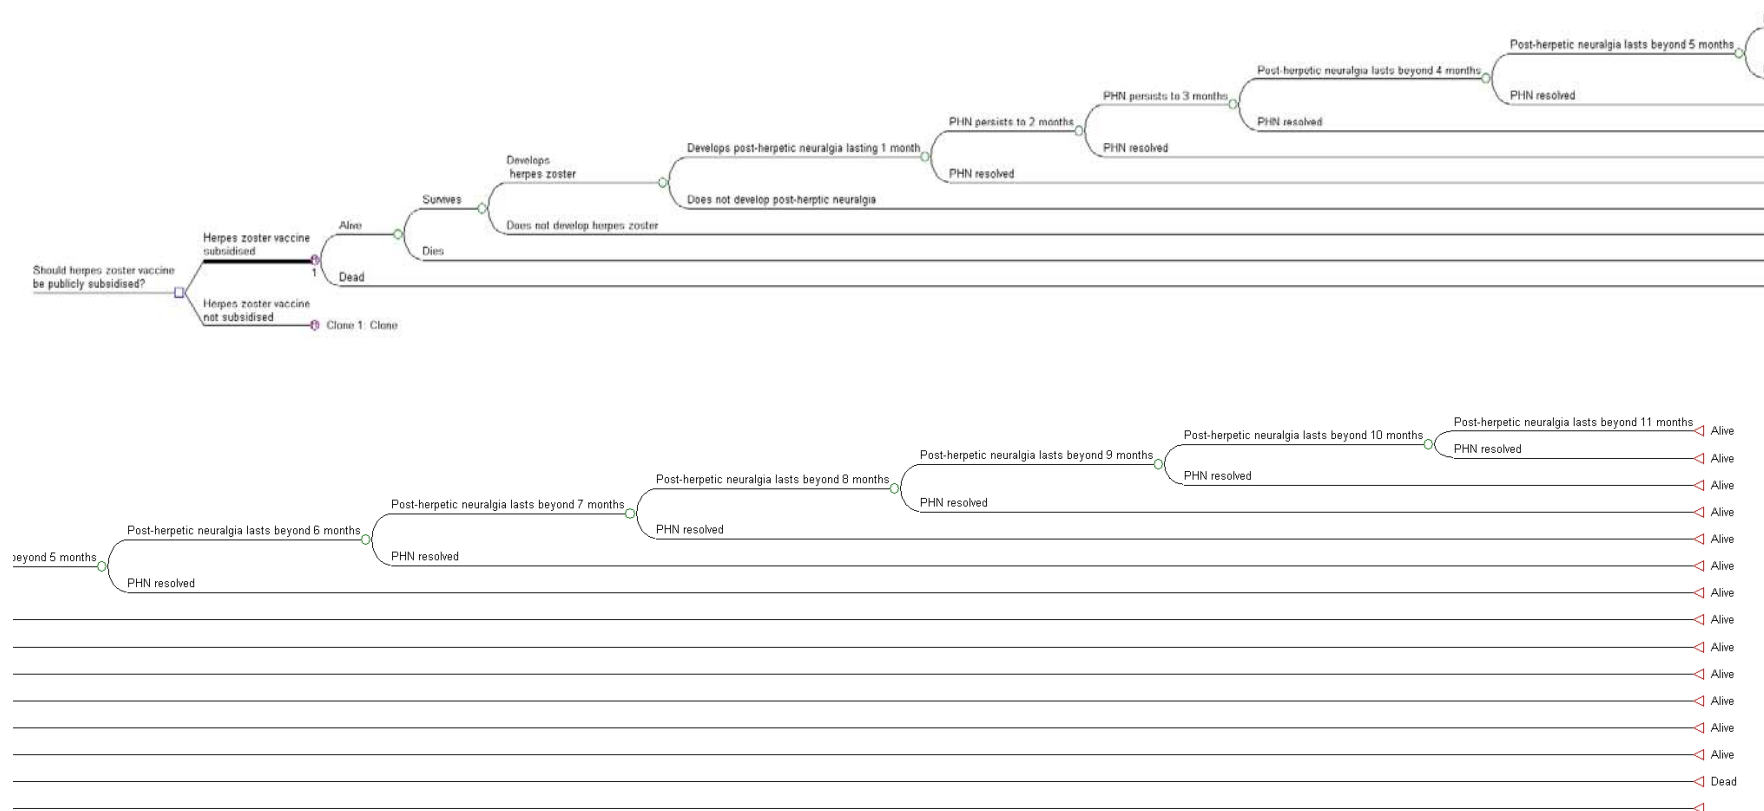 Post-herpetic neuralgia lasts beyond 5 months
Post-herpetic neuralgia lasts beyond 4 months
PHN resolved
PHN persists to 3 months
PHN resolved
PHN persists to 2 months
PHN resolved
Develops post-herpetic neuralgia lasting 1 month
PHN resolved
Develops
herpes zoster
Does not develop post-herptic neuralgia
Survives
Does not develop herpes zoster
Alive
Dies
Herpes zoster vaccine
subsidised
1
Dead
Should herpes zoster vaccine
be publicly subsidised?
Herpes zoster vaccine
not subsidised
Clone 1: Clone
Post-herpetic neuralgia lasts beyond 11 months
Alive
Post-herpetic neuralgia lasts beyond 10 months
PHN resolved
Alive
Post-herpetic neuralgia lasts beyond 9 months
PHN resolved
Alive
Post-herpetic neuralgia lasts beyond 8 months
PHN resolved
Alive
Post-herpetic neuralgia lasts beyond 7 months
PHN resolved
Alive
Post-herpetic neuralgia lasts beyond 6 months
PHN resolved
Alive
beyond 5 months
PHN resolved
Alive
Alive
Alive
Alive
Alive
Alive
Alive
Dead